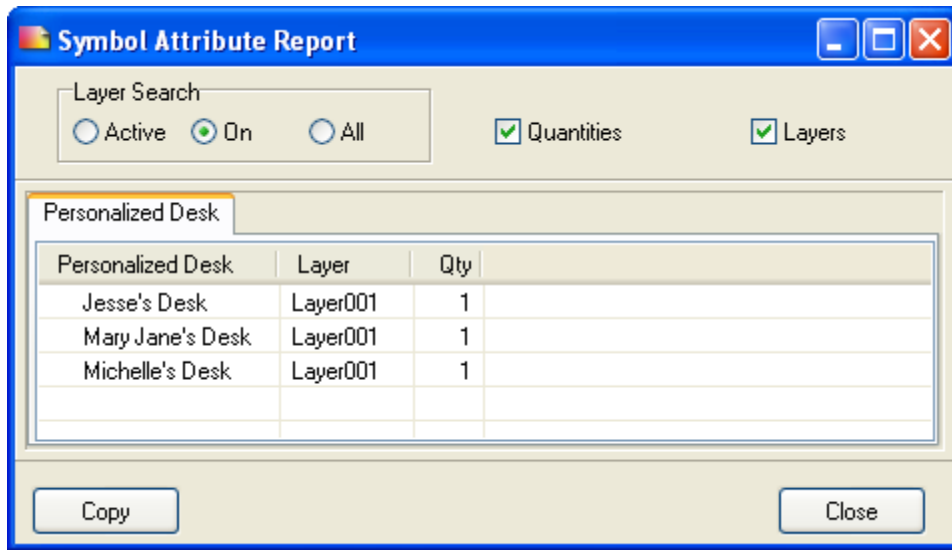 Symbol Attribute Report
Layer Search
Active On All Quantities Layers
Personalized Desk
Personalized Desk Layer Qty
Jesse's Desk Layer001 1
Mary Jane's Desk Layer001 1
Michelle's Desk Layer001 1
Copy Close